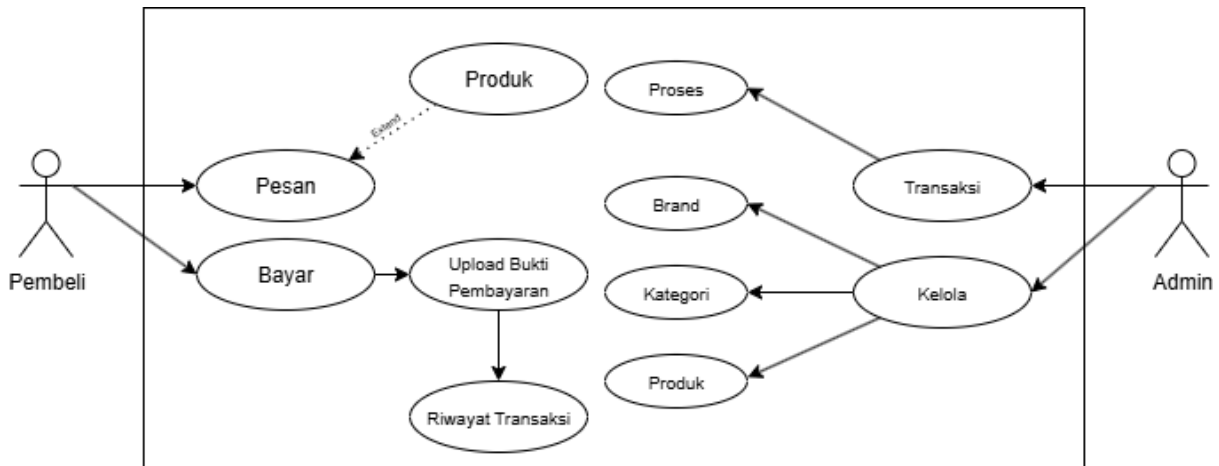 Produk
Proses
Extend
Pesan
Transaksi
Brand
Bayar
Upload Bukti
Pembayaran
Kategori
Kelola
Pembeli
Admin
Produk
Riwayat Transaksi